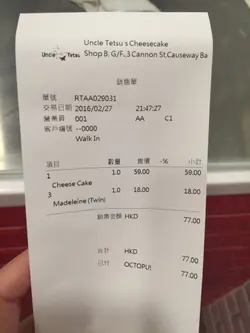 Uncle Tetsu
Uncle Tetsu's Cheesecake
Shop B, G/F.,3 Cannon St,Causeway Ba
銷售單
單號 RTAA029031
交易日期 2016/02/27 21:47:27
營業員 001 AA C1
客戶編號 --0000
Walk In
項目 數量 售價 -% 小計
1 1.0 59.00 59.00
Cheese Cake
3 1.0 18.00 18.00
Madeleine (Twin)
銷售金額 HKD 77.00
合計 HKD 77.00
已付 OCTOPU! 77.00